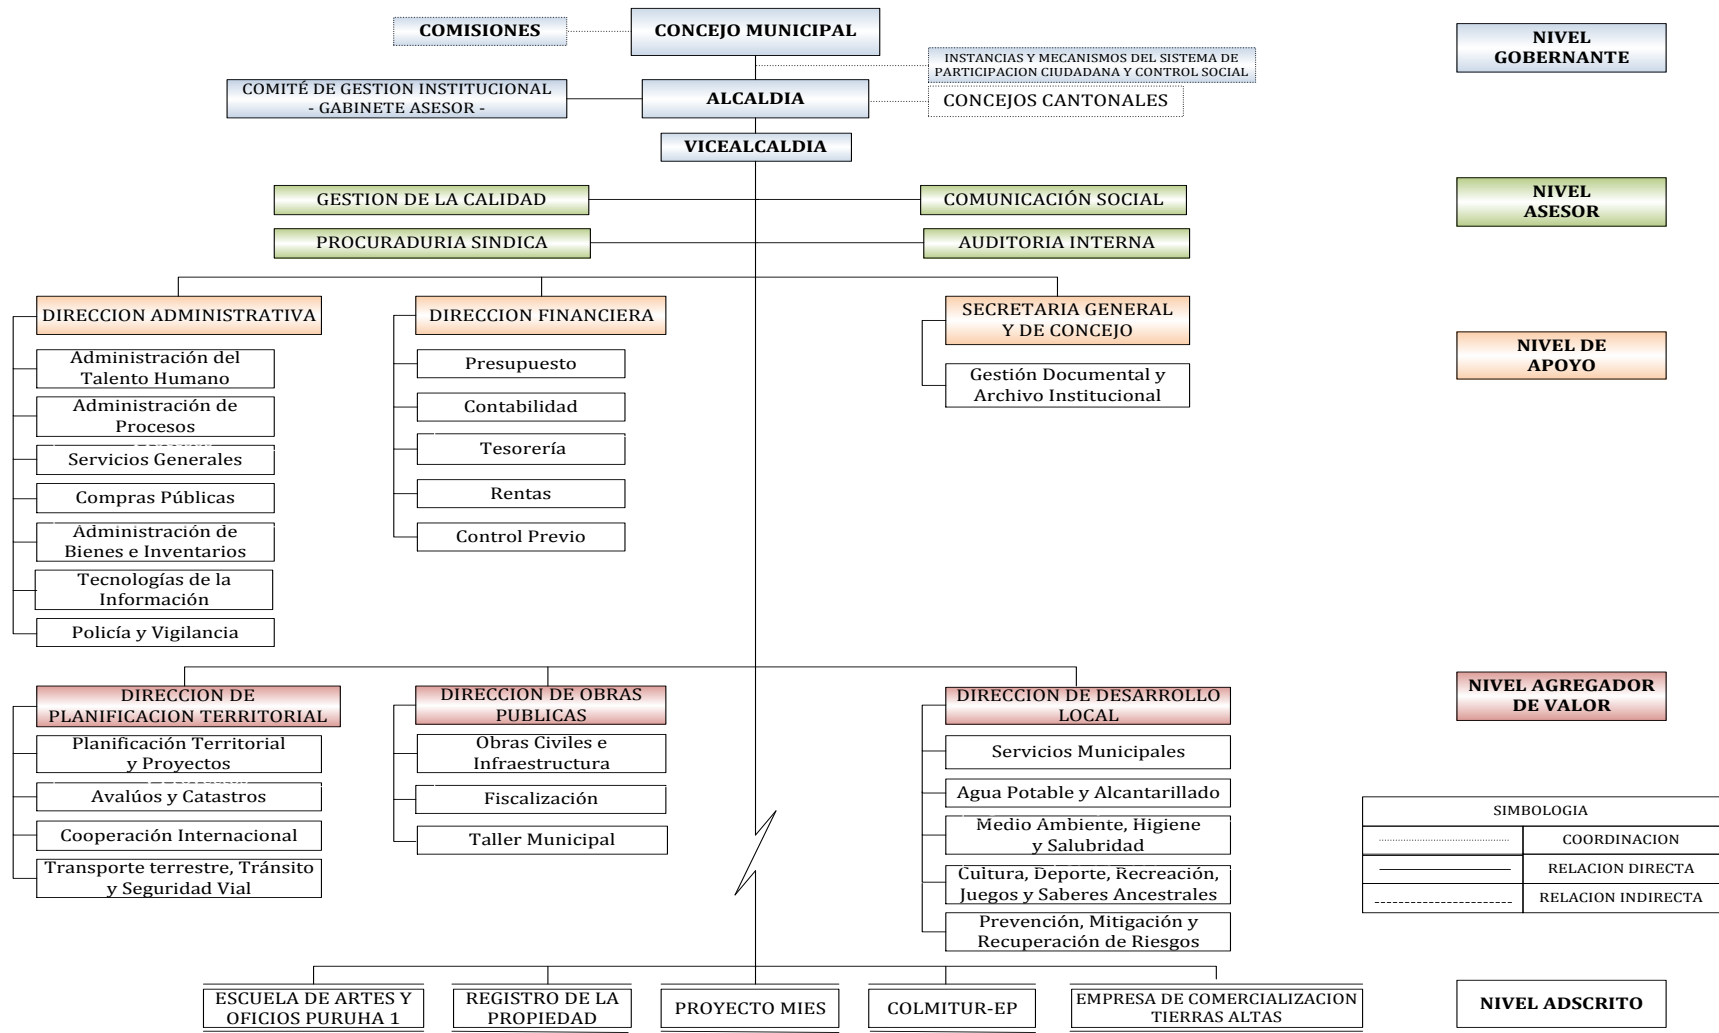 COMISIONES
CONCEJO MUNICIPAL
NIVEL
GOBERNANTE
INSTANCIAS Y MECANISMOS DEL SISTEMA DE
PARTICIPACION CIUDADANA Y CONTROL SOCIAL
COMITÉ DE GESTION INSTITUCIONAL
- GABINETE ASESOR -
ALCALDIA
CONCEJOS CANTONALES
VICEALCALDIA
GESTION DE LA CALIDAD
COMUNICACIÓN SOCIAL
NIVEL
ASESOR
PROCURADURIA SINDICA
AUDITORIA INTERNA
DIRECCION ADMINISTRATIVA
Administración del
Talento Humano
Administración de
Procesos
Servicios Generales
Compras Públicas
Administración de
Bienes e Inventarios
Tecnologías de la
Información
Policía y Vigilancia
DIRECCION FINANCIERA
Presupuesto
Contabilidad
Tesorería
Rentas
Control Previo
SECRETARIA GENERAL
Y DE CONCEJO
Gestión Documental y
Archivo Institucional
NIVEL DE
APOYO
DIRECCION DE
PLANIFICACION TERRITORIAL
Planificación Territorial
y Proyectos
Avalúos y Catastros
Cooperación Internacional
Transporte terrestre, Tránsito
y Seguridad Vial
DIRECCION DE OBRAS
PUBLICAS
Obras Civiles e
Infraestructura
Fiscalización
Taller Municipal
DIRECCION DE DESARROLLO
LOCAL
Servicios Municipales
Agua Potable y Alcantarillado
Medio Ambiente, Higiene
y Salubridad
Cultura, Deporte, Recreación,
Juegos y Saberes Ancestrales
Prevención, Mitigación y
Recuperación de Riesgos
NIVEL AGREGADOR
DE VALOR
SIMBOLOGIA
COORDINACION
RELACION DIRECTA
RELACION INDIRECTA
ESCUELA DE ARTES Y
OFICIOS PURUHA 1
REGISTRO DE LA
PROPIEDAD
PROYECTO MIES
COLMITUR-EP
EMPRESA DE COMERCIALIZACION
TIERRAS ALTAS
NIVEL ADSCRITO